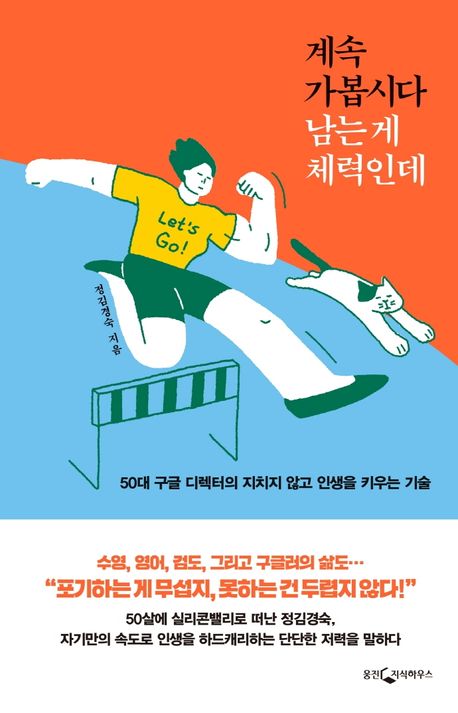 계속
가봅시다
남는 게
체력인데
Let's
Go!
정김경숙 지음
50대 구글 디렉터의 지치지 않고 인생을 키우는 기술
수영, 영어, 검도, 그리고 구글러의 삶도…
“포기하는 게 무섭지, 못하는 건 두렵지 않다!”
50살에 실리콘밸리로 떠난 정김경숙,
자기만의 속도로 인생을 하드캐리하는 단단한 저력을 말하다
웅진 지식하우스